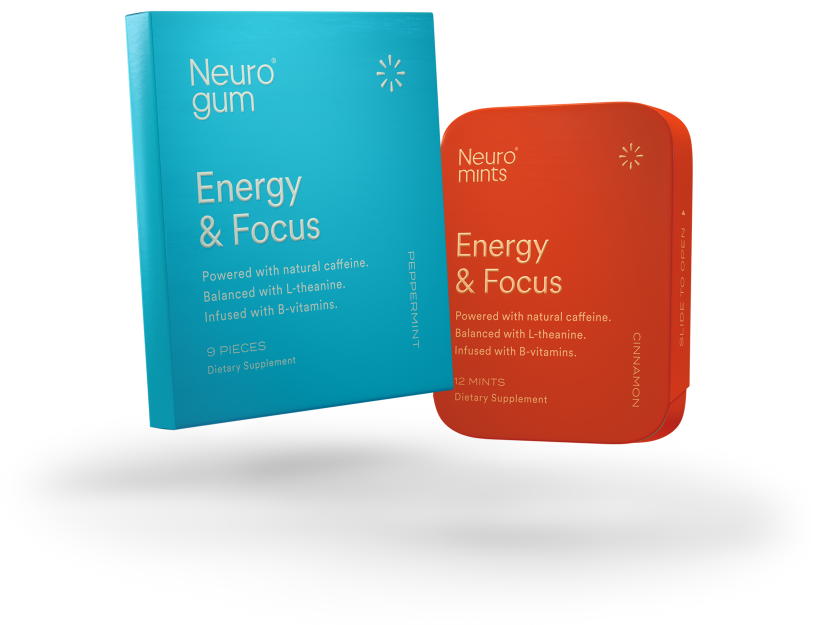 Neuro®
gum
Energy
& Focus
Powered with natural caffeine.
Balanced with L-theanine.
Infused with B-vitamins.
9 PIECES
Dietary Supplement
PEPPERMINT
Neuro®
mints
Energy
& Focus
Powered with natural caffeine.
Balanced with L-theanine.
Infused with B-vitamins.
12 MINTS
Dietary Supplement
CINNAMON
SLIDE TO OPEN ▲